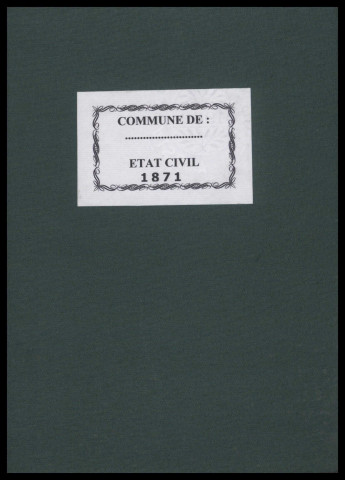 COMMUNE DE :
..........................
ETAT CIVIL
1871